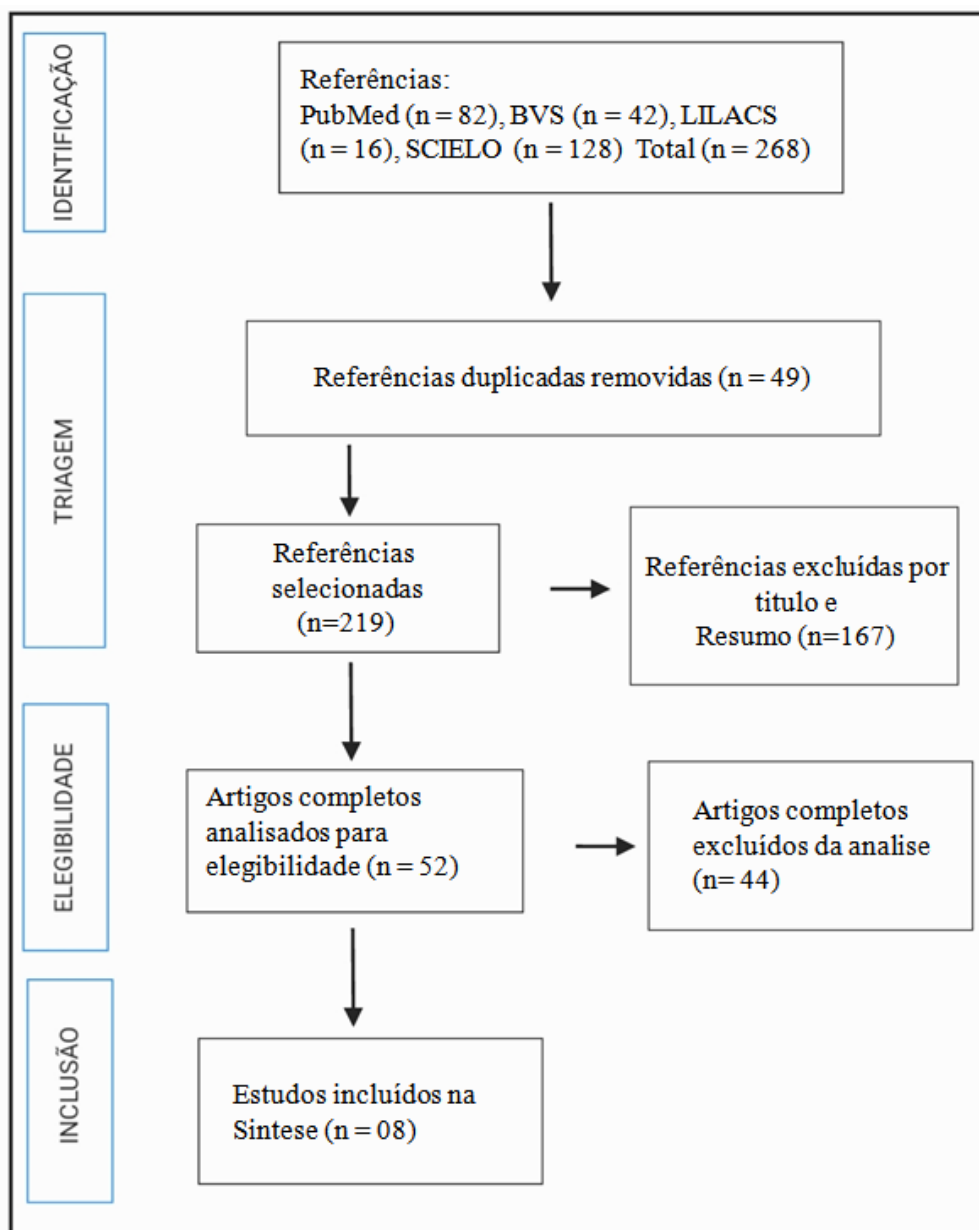 IDENTIFICAÇÃO
Referências:
PubMed (n = 82), BVS (n = 42), LILACS
(n = 16), SCIELO (n = 128) Total (n = 268)
TRIAGEM
Referências duplicadas removidas (n = 49)
Referências
selecionadas
(n=219)
Referências excluídas por
titulo e
Resumo (n=167)
ELEGIBILIDADE
Artigos completos
analisados para
elegibilidade (n = 52)
Artigos completos
excluídos da analise
(n= 44)
INCLUSÃO
Estudos incluídos na
Sintese (n = 08)